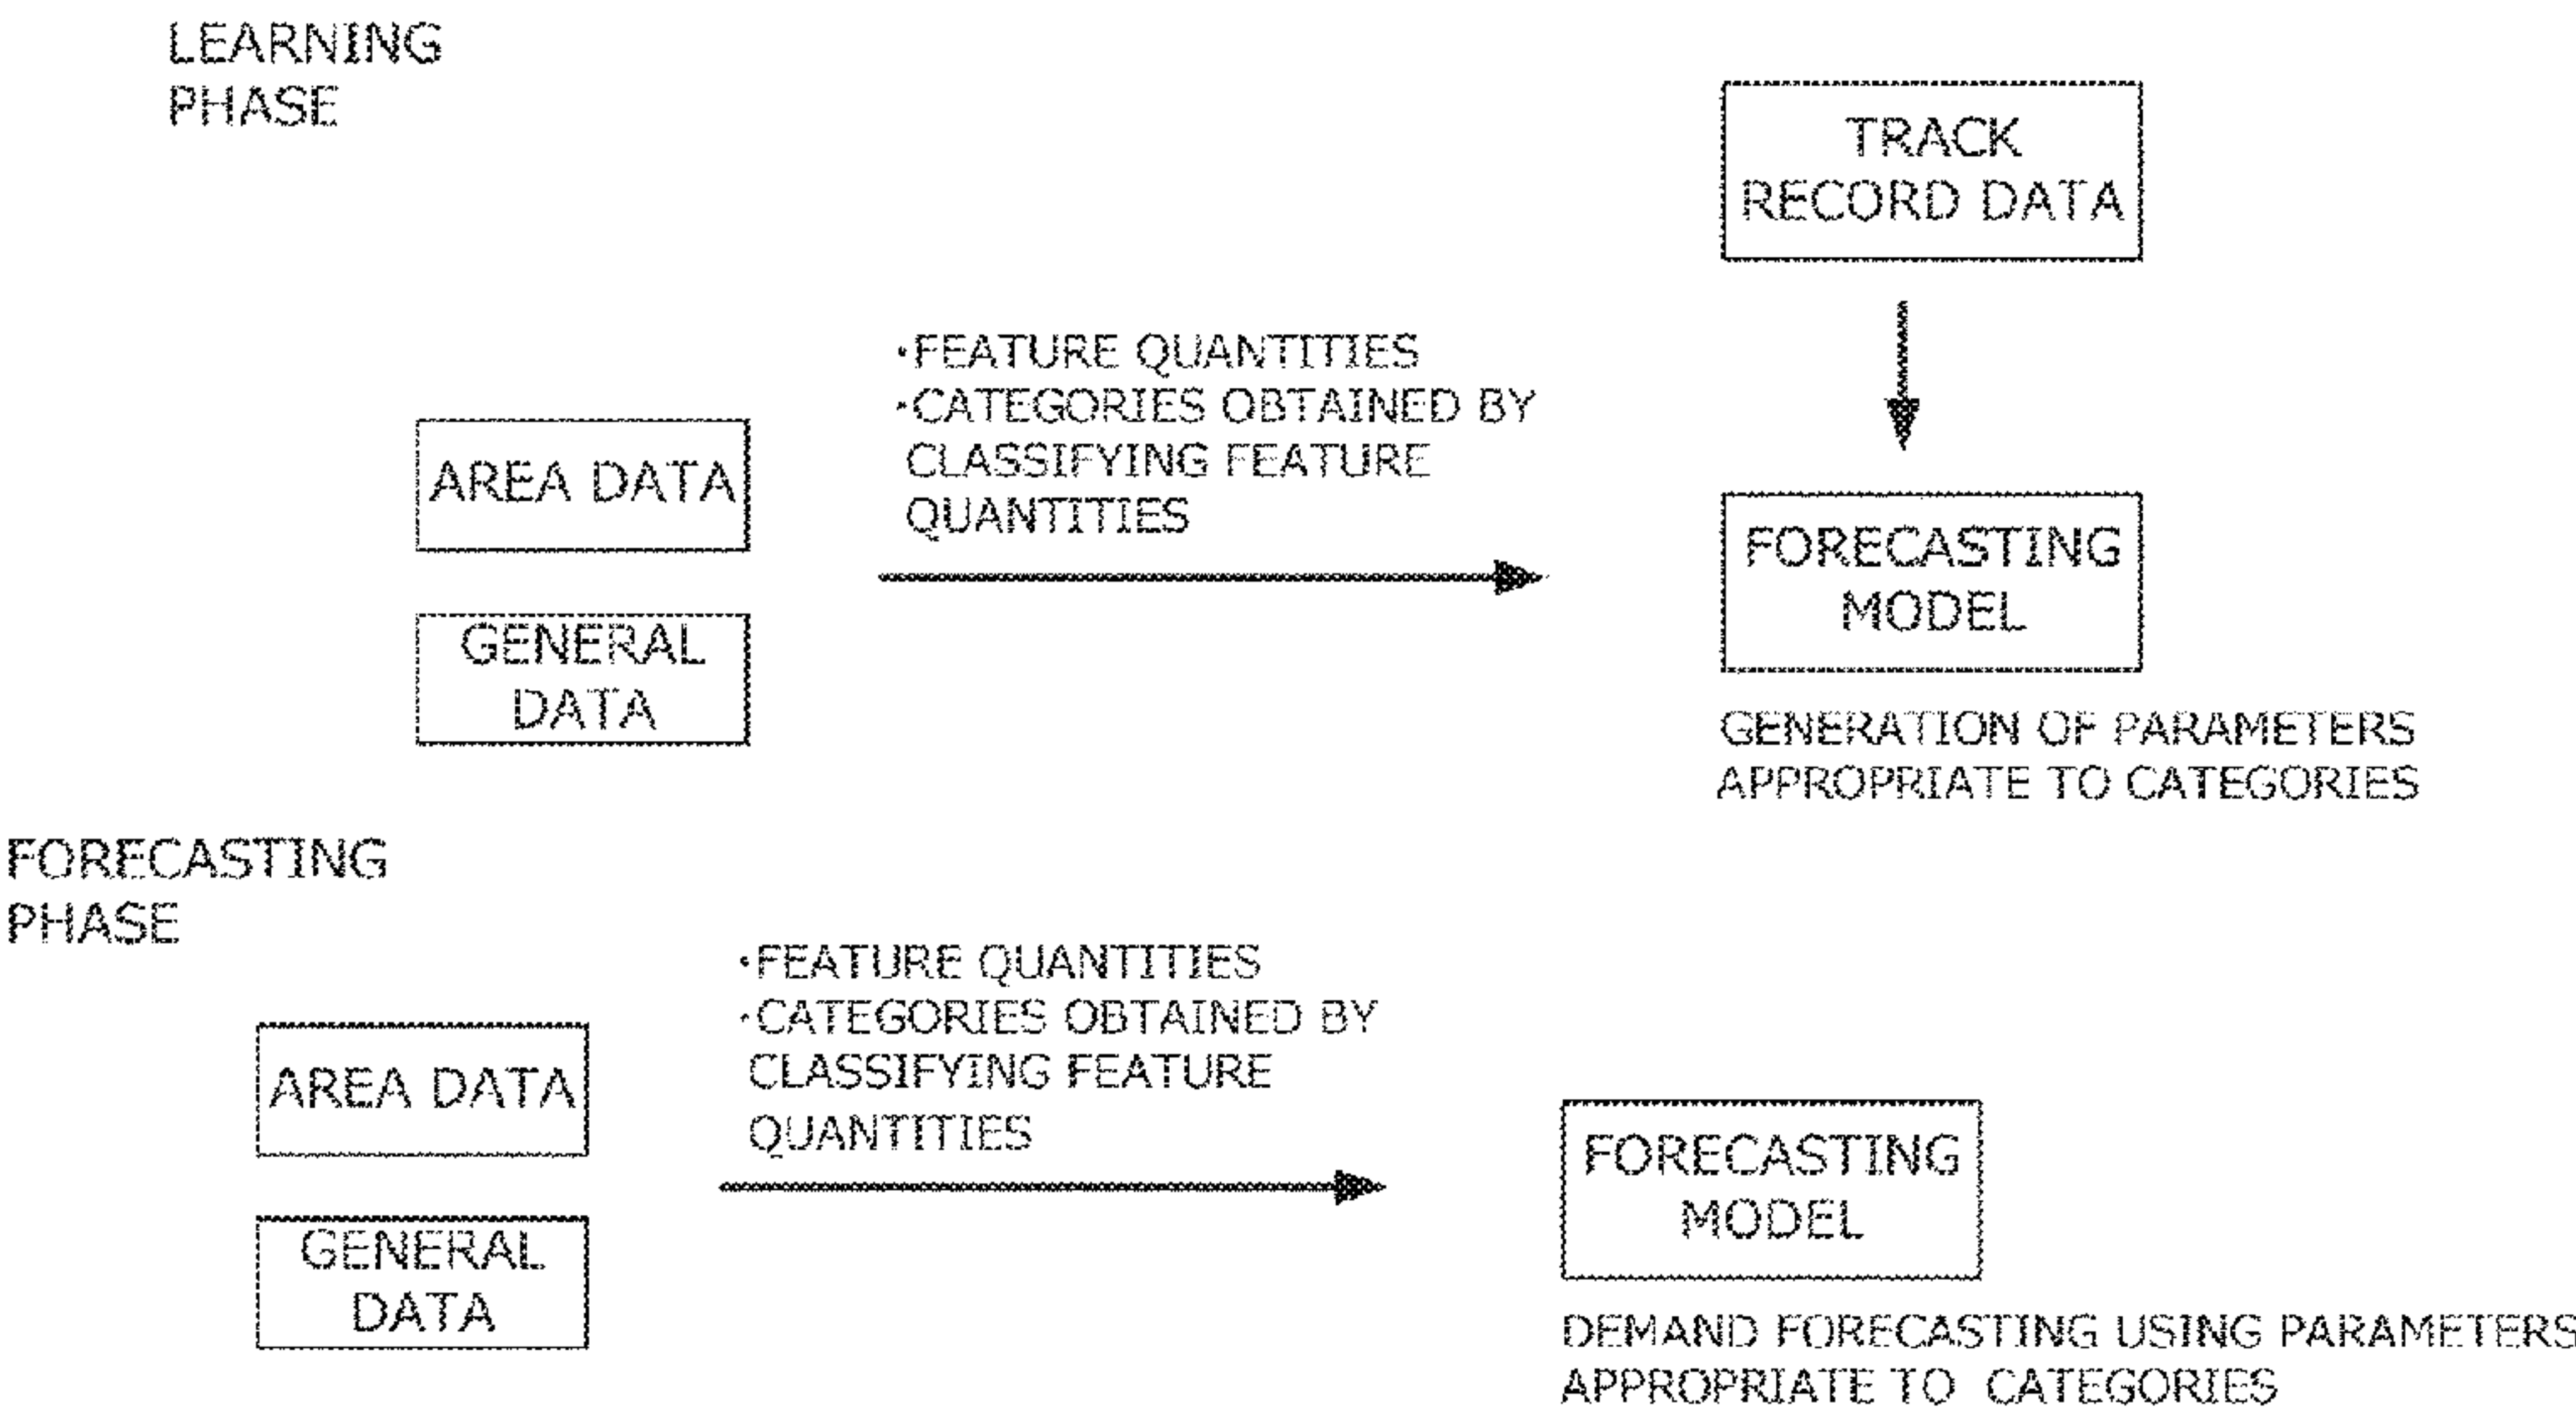 LEARNING
PHASE
TRACK
RECORD DATA
・FEATURE QUANTITIES
・CATEGORIES OBTAINED BY
CLASSIFYING FEATURE
QUANTITIES
AREA DATA
GENERAL
DATA
FORECASTING
MODEL
GENERATION OF PARAMETERS
APPROPRIATE TO CATEGORIES
FORECASTING
PHASE
・FEATURE QUANTITIES
・CATEGORIES OBTAINED BY
CLASSIFYING FEATURE
QUANTITIES
AREA DATA
GENERAL
DATA
FORECASTING
MODEL
DEMAND FORECASTING USING PARAMETERS
APPROPRIATE TO CATEGORIES